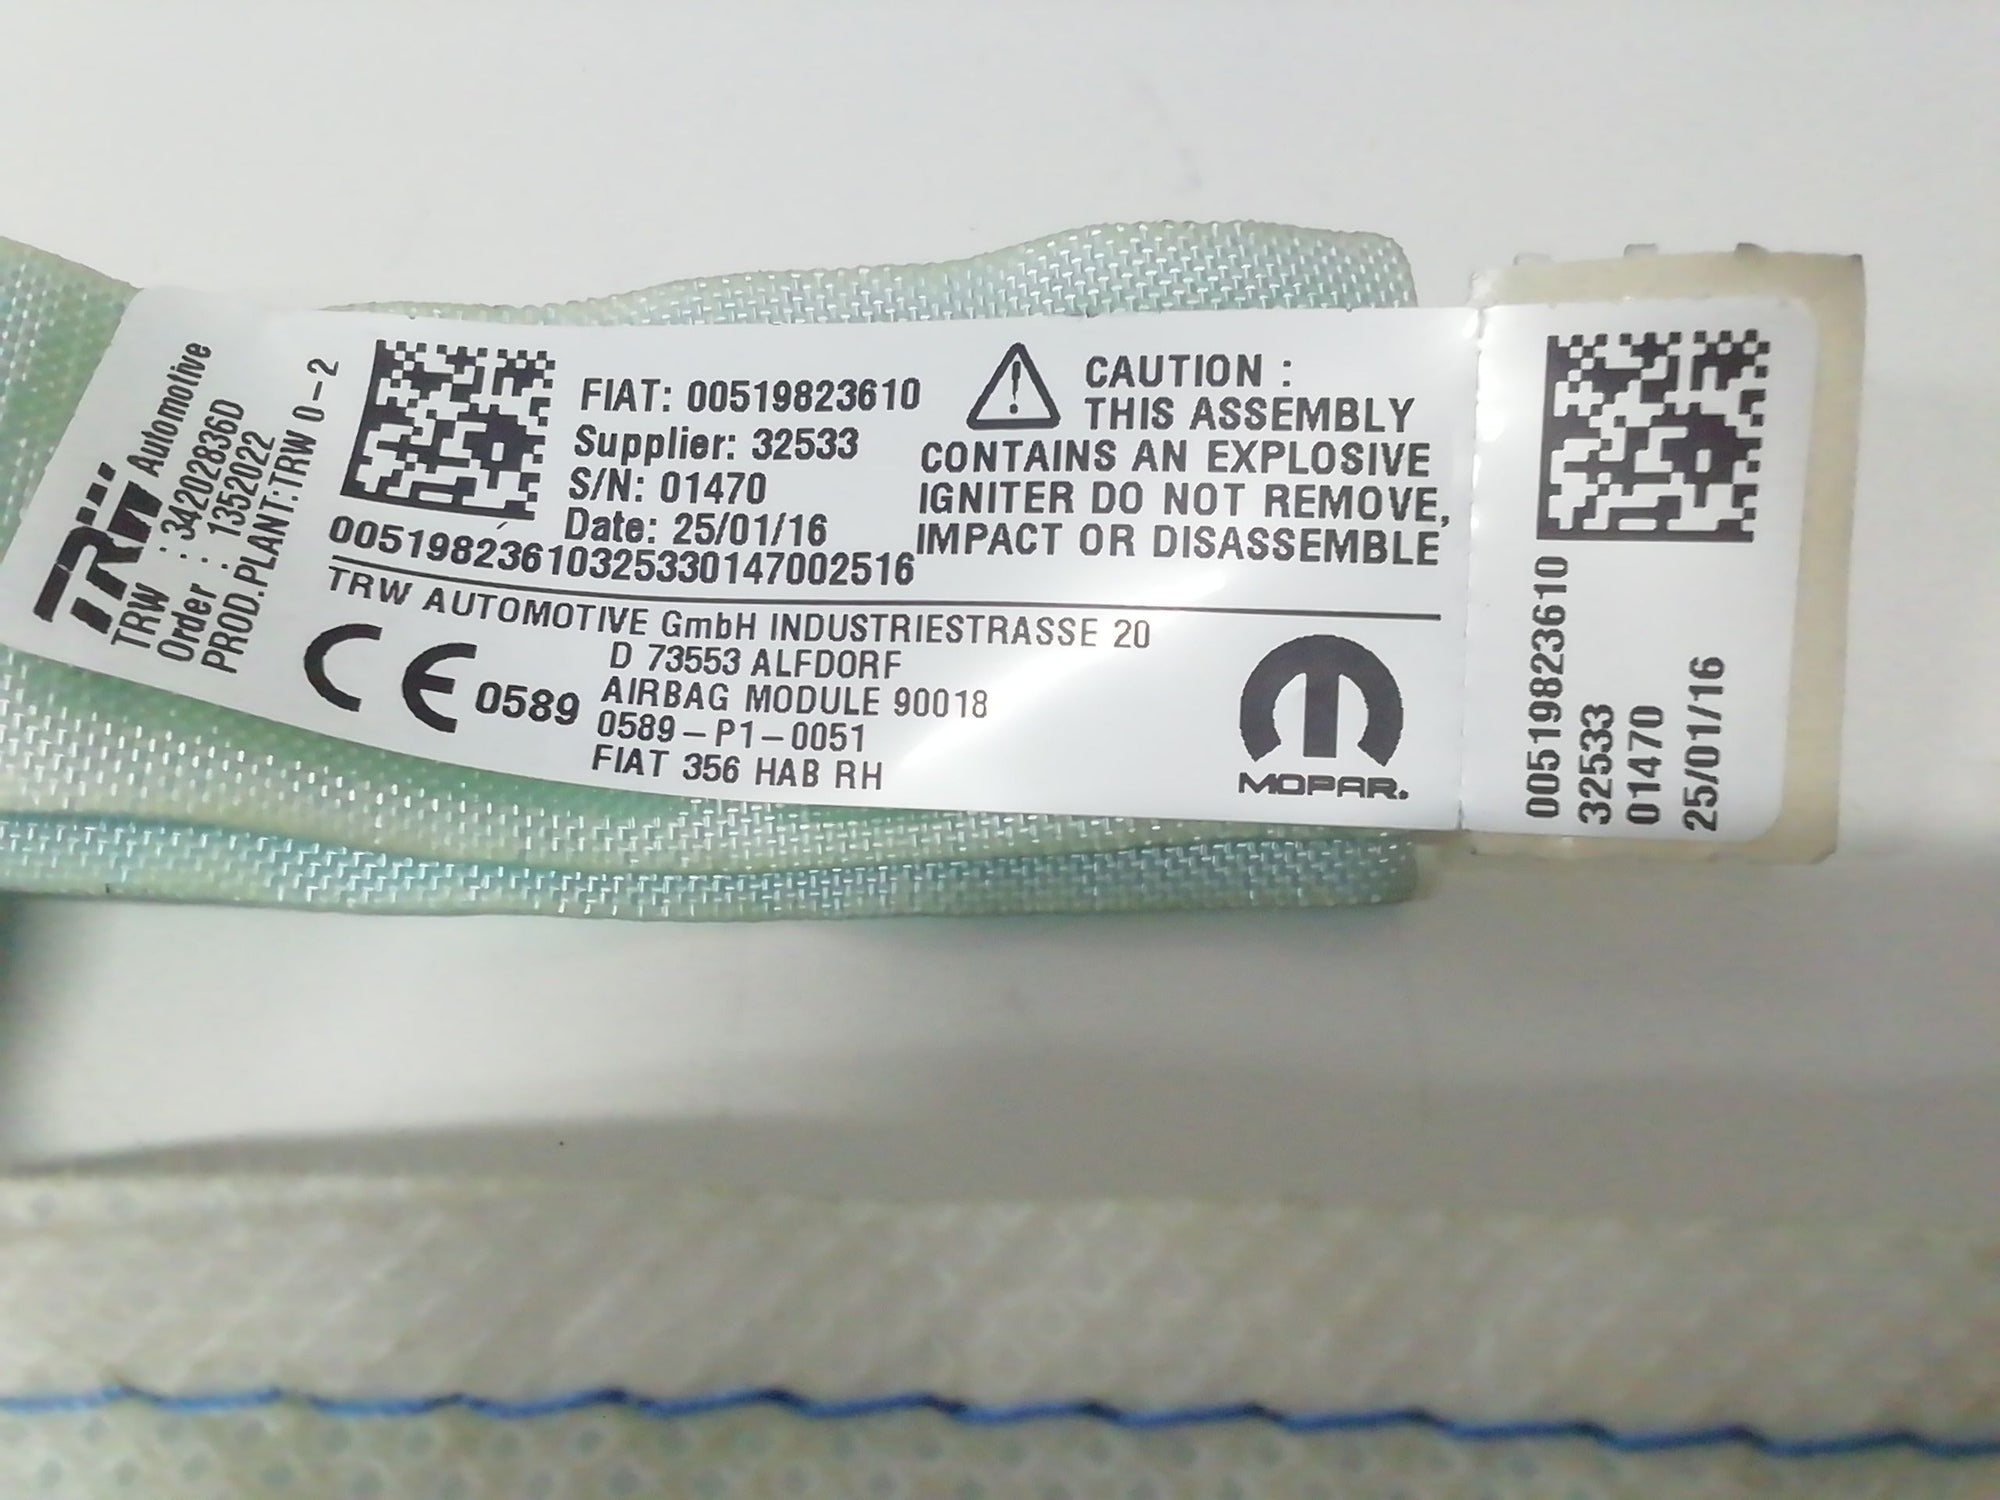 TRW Automotive
TRW : 34202836D
Order : 1352022
PROD.PLANT:TRW 0-2
FIAT: 00519823610
Supplier: 32533
S/N: 01470
Date: 25/01/16
00519823610325330147002516
CAUTION :
THIS ASSEMBLY
CONTAINS AN EXPLOSIVE
IGNITER DO NOT REMOVE,
IMPACT OR DISASSEMBLE
TRW AUTOMOTIVE GmbH INDUSTRIESTRASSE 20
D 73553 ALFDORF
CE 0589
AIRBAG MODULE 90018
0589-P1-0051
FIAT 356 HAB RH
MOPAR.
00519823610
32533
01470
25/01/16